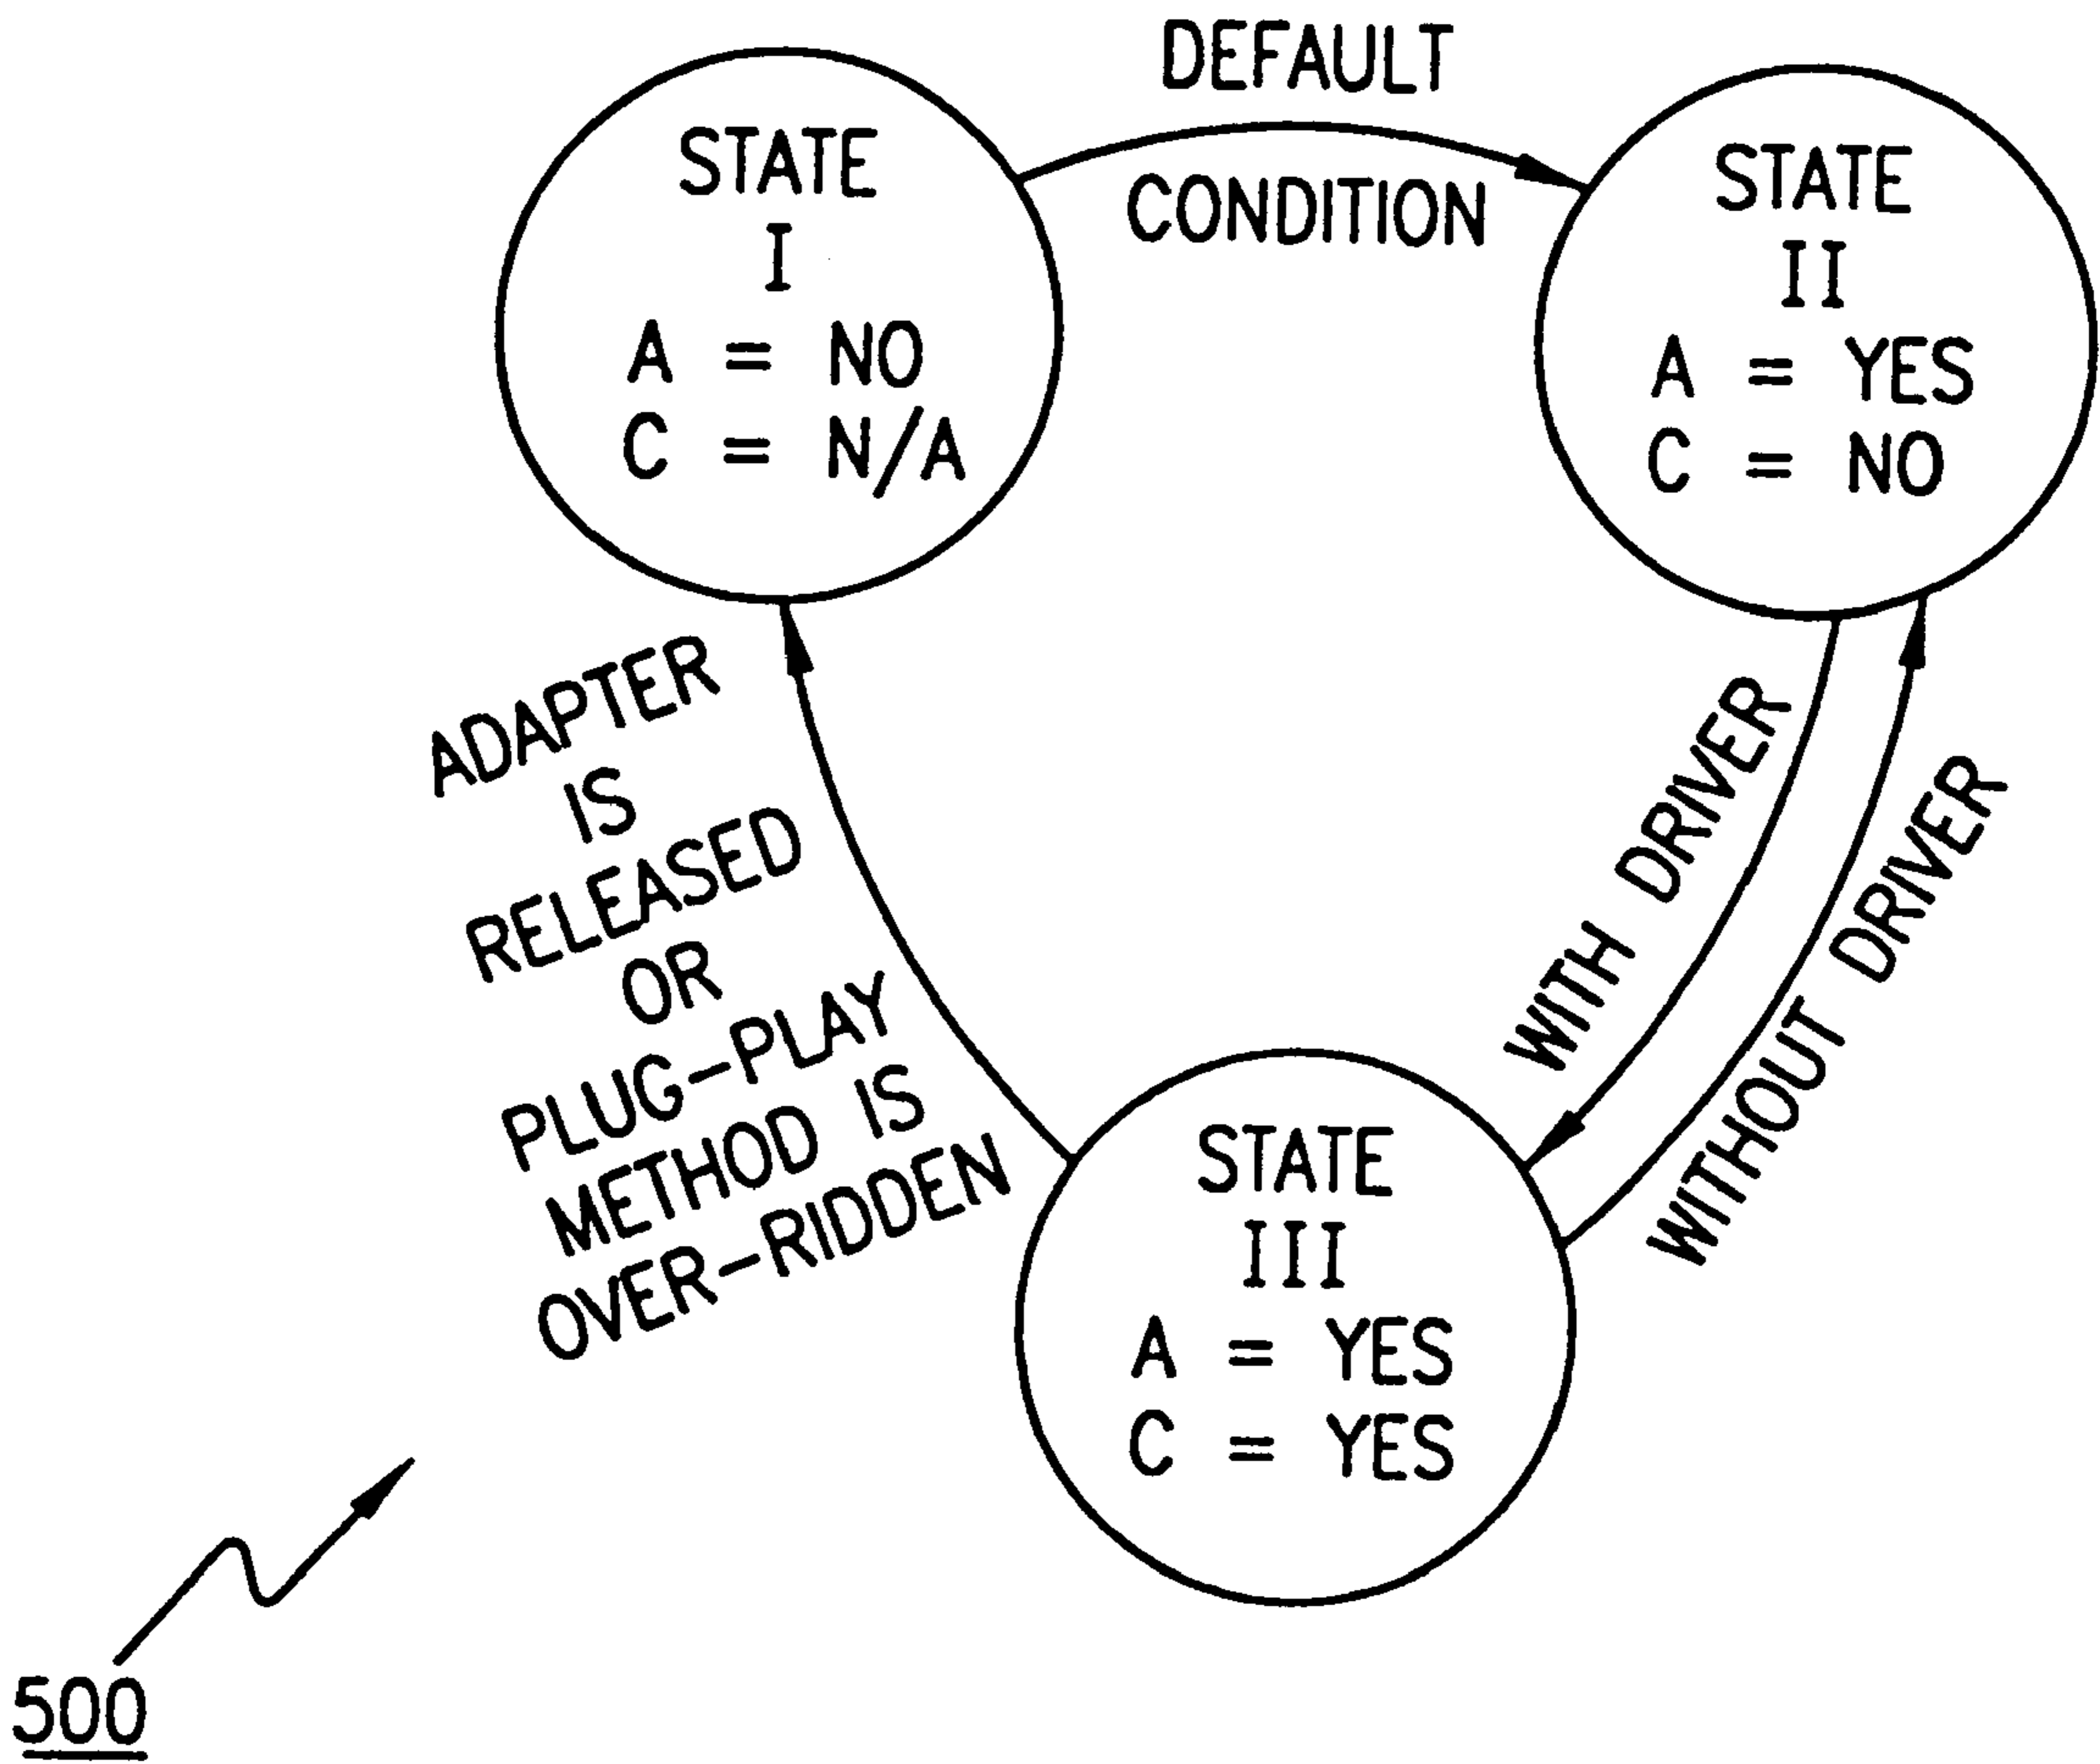 DEFAULT
CONDITION
STATE
I
A = NO
C = N/A
STATE
II
A = YES
C = NO
ADAPTER
IS
RELEASED
OR
PLUG-PLAY
METHOD IS
OVER-RIDDEN
WITH DRIVER
WITHOUT DRIVER
STATE
III
A = YES
C = YES
500